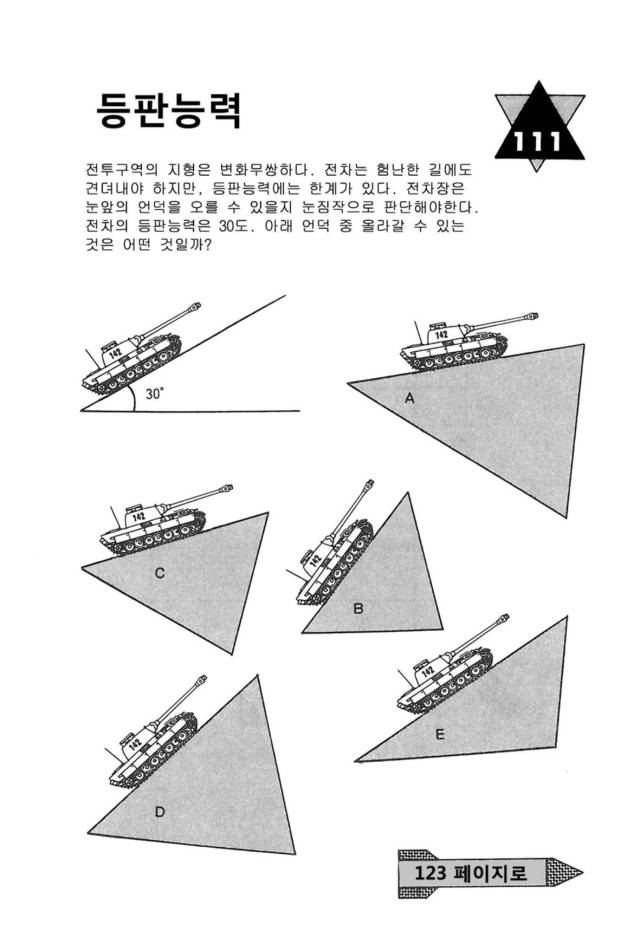 등판능력
111
전투구역의 지형은 변화무쌍하다. 전차는 험난한 길에도
견뎌내야 하지만, 등판능력에는 한계가 있다. 전차장은
눈앞의 언덕을 오를 수 있을지 눈짐작으로 판단해야한다.
전차의 등판능력은 30도. 아래 언덕 중 올라갈 수 있는
것은 어떤 것일까?
142
30°
142
A
142
C
142
B
142
D
142
E
123 페이지로